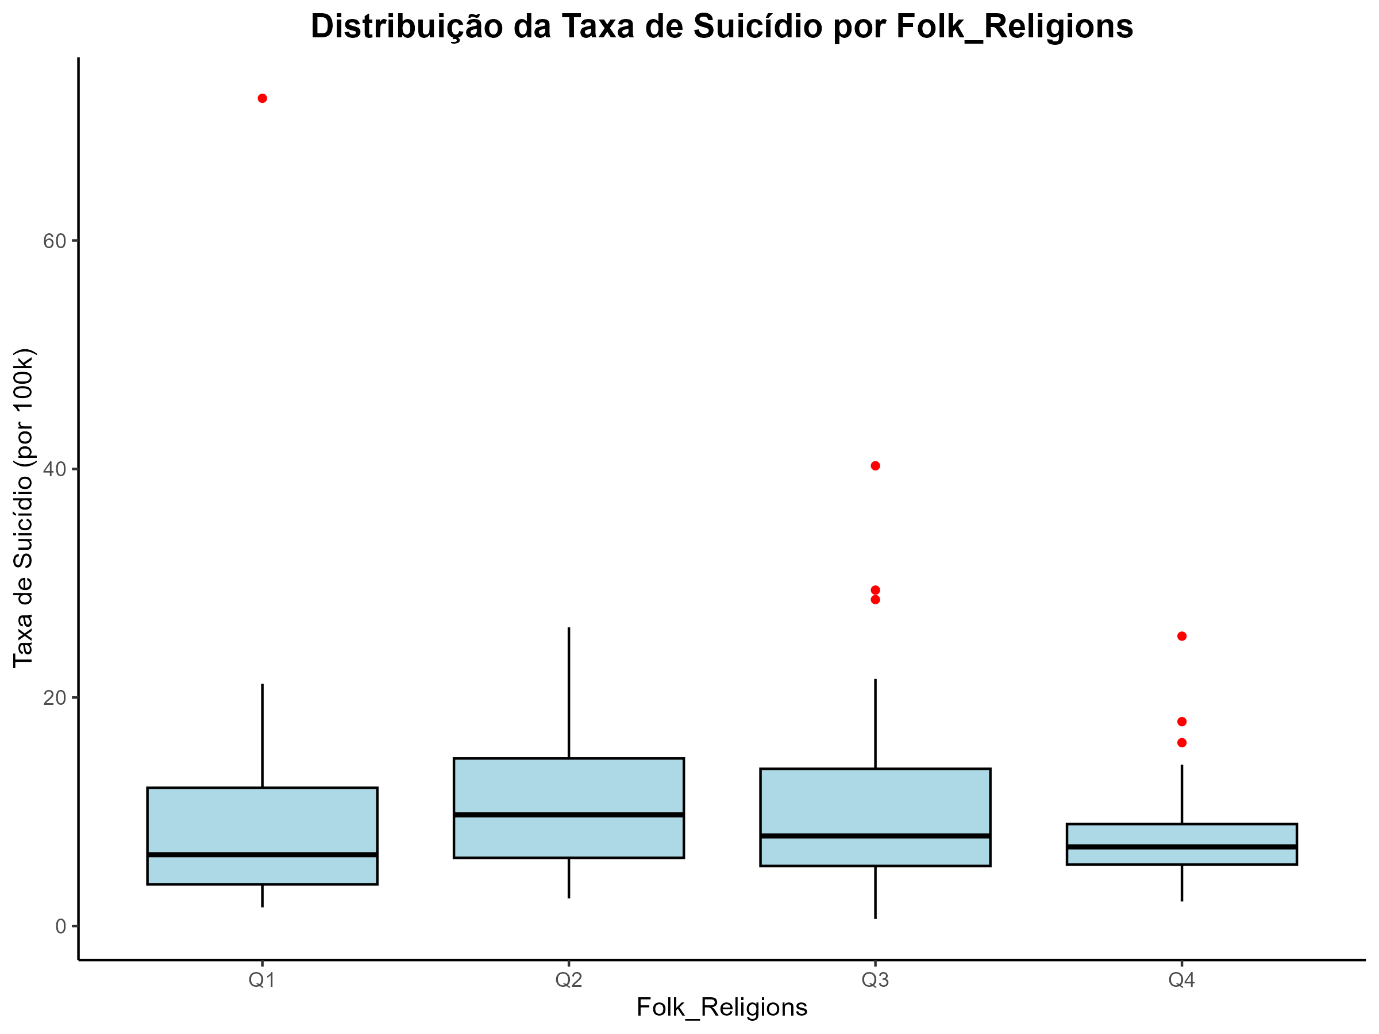 Distribuição da Taxa de Suicídio por Folk_Religions
Taxa de Suicídio (por 100k)
60
40
20
0
Q1 Q2 Q3 Q4
Folk_Religions